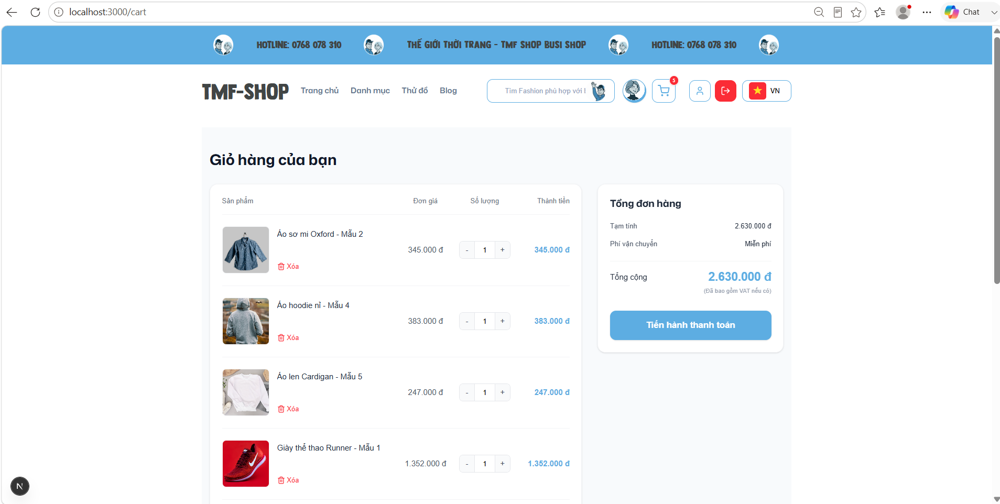 localhost:3000/cart
Chat
HOTLINE: 0768 078 310 THẾ GIỚI THỜI TRANG - TMF SHOP BUSI SHOP HOTLINE: 0768 078 310
TMF-SHOP Trang chủ Danh mục Thử đồ Blog Tìm Fashion phù hợp với l 5 VN
Giỏ hàng của bạn
Sản phẩm Đơn giá Số lượng Thành tiền
Áo sơ mi Oxford - Mẫu 2
345.000 đ - 1 + 345.000 đ
Xóa
Áo hoodie nỉ - Mẫu 4
383.000 đ - 1 + 383.000 đ
Xóa
Áo len Cardigan - Mẫu 5
247.000 đ - 1 + 247.000 đ
Xóa
Giày thể thao Runner - Mẫu 1
1.352.000 đ - 1 + 1.352.000 đ
Xóa
Tổng đơn hàng
Tạm tính 2.630.000 đ
Phí vận chuyển Miễn phí
Tổng cộng 2.630.000 đ
(Đã bao gồm VAT nếu có)
Tiến hành thanh toán
N